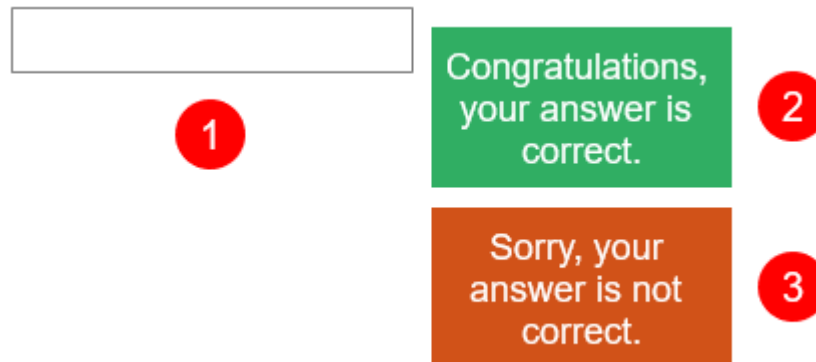 1
Congratulations,
your answer is
correct.
2
Sorry, your
answer is not
correct.
3